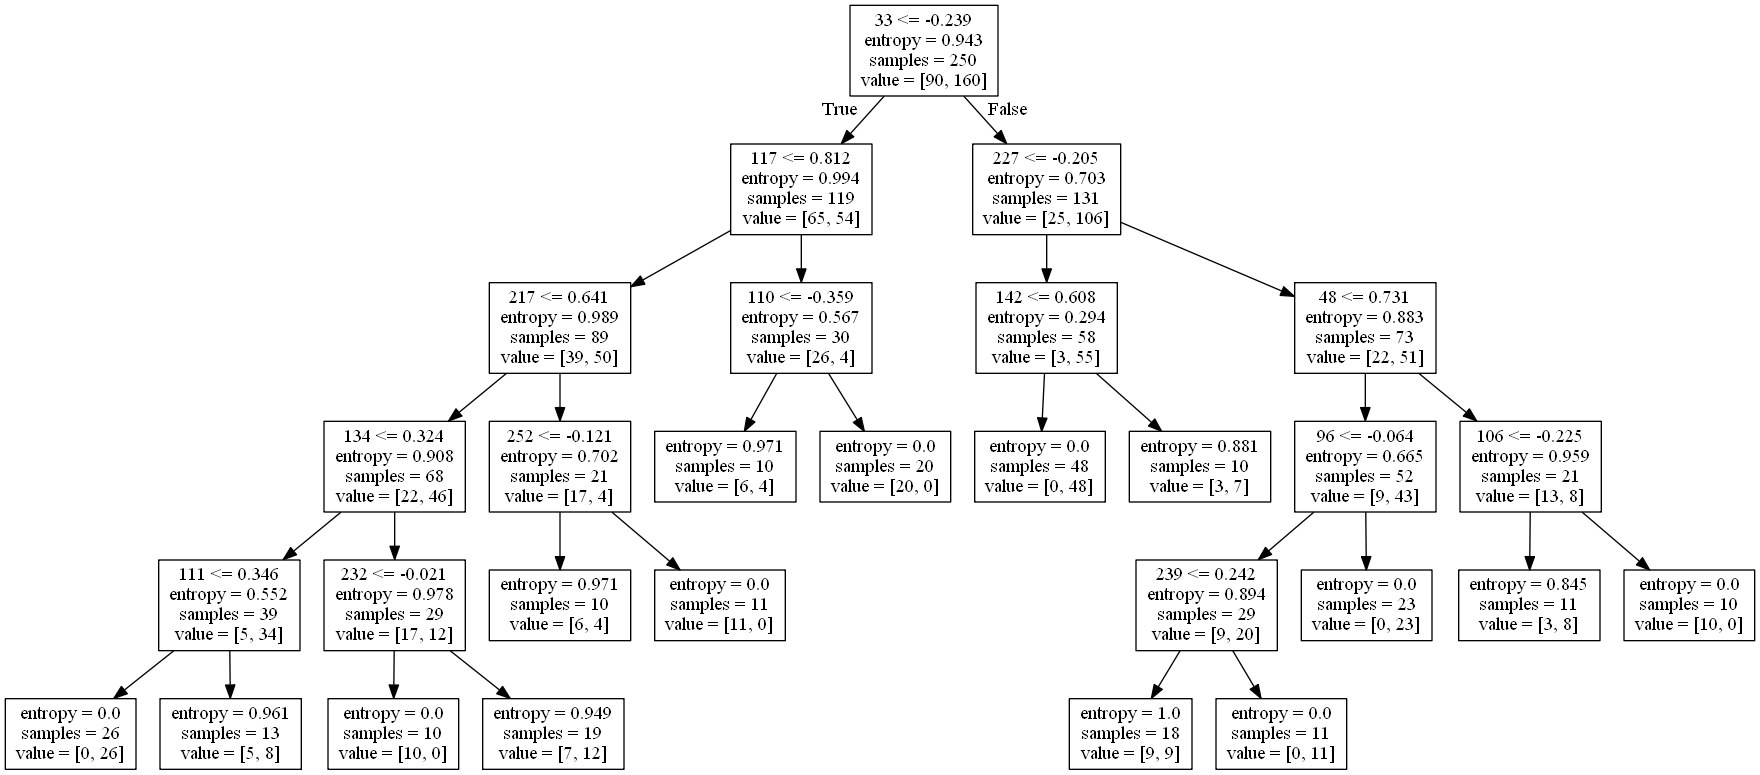 33 <= -0.239
entropy = 0.943
samples = 250
value = [90, 160]
True
False
117 <= 0.812
entropy = 0.994
samples = 119
value = [65, 54]
227 <= -0.205
entropy = 0.703
samples = 131
value = [25, 106]
217 <= 0.641
entropy = 0.989
samples = 89
value = [39, 50]
110 <= -0.359
entropy = 0.567
samples = 30
value = [26, 4]
142 <= 0.608
entropy = 0.294
samples = 58
value = [3, 55]
48 <= 0.731
entropy = 0.883
samples = 73
value = [22, 51]
134 <= 0.324
entropy = 0.908
samples = 68
value = [22, 46]
252 <= -0.121
entropy = 0.702
samples = 21
value = [17, 4]
entropy = 0.971
samples = 10
value = [6, 4]
entropy = 0.0
samples = 20
value = [20, 0]
entropy = 0.0
samples = 48
value = [0, 48]
entropy = 0.881
samples = 10
value = [3, 7]
96 <= -0.064
entropy = 0.665
samples = 52
value = [9, 43]
106 <= -0.225
entropy = 0.959
samples = 21
value = [13, 8]
111 <= 0.346
entropy = 0.552
samples = 39
value = [5, 34]
232 <= -0.021
entropy = 0.978
samples = 29
value = [17, 12]
entropy = 0.971
samples = 10
value = [6, 4]
entropy = 0.0
samples = 11
value = [11, 0]
239 <= 0.242
entropy = 0.894
samples = 29
value = [9, 20]
entropy = 0.0
samples = 23
value = [0, 23]
entropy = 0.845
samples = 11
value = [3, 8]
entropy = 0.0
samples = 10
value = [10, 0]
entropy = 0.0
samples = 26
value = [0, 26]
entropy = 0.961
samples = 13
value = [5, 8]
entropy = 0.0
samples = 10
value = [10, 0]
entropy = 0.949
samples = 19
value = [7, 12]
entropy = 1.0
samples = 18
value = [9, 9]
entropy = 0.0
samples = 11
value = [0, 11]